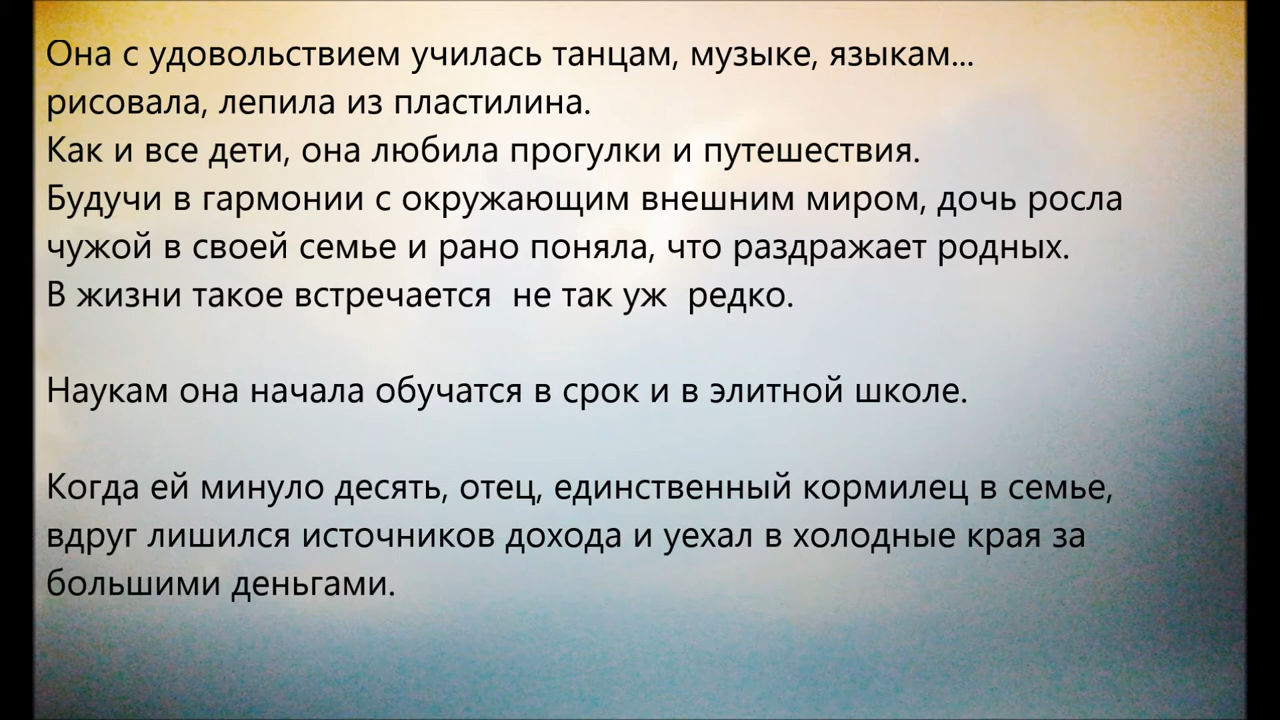 Она с удовольствием училась танцам, музыке, языкам...
рисовала, лепила из пластилина.
Как и все дети, она любила прогулки и путешествия.
Будучи в гармонии с окружающим внешним миром, дочь росла
чужой в своей семье и рано поняла, что раздражает родных.
В жизни такое встречается  не так уж  редко.
Наукам она начала обучатся в срок и в элитной школе.
Когда ей минуло десять, отец, единственный кормилец в семье,
вдруг лишился источников дохода и уехал в холодные края за
большими деньгами.